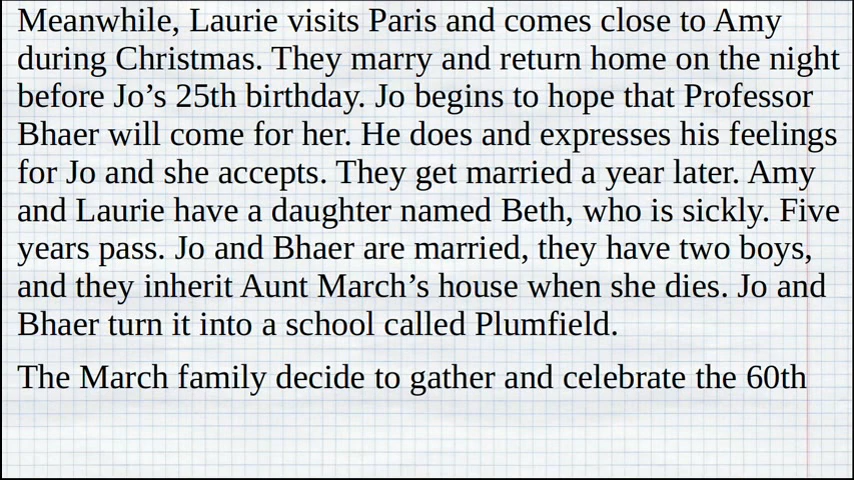 Meanwhile, Laurie visits Paris and comes close to Amy
during Christmas. They marry and return home on the night
before Jo’s 25th birthday. Jo begins to hope that Professor
Bhaer will come for her. He does and expresses his feelings
for Jo and she accepts. They get married a year later. Amy
and Laurie have a daughter named Beth, who is sickly. Five
years pass. Jo and Bhaer are married, they have two boys,
and they inherit Aunt March’s house when she dies. Jo and
Bhaer turn it into a school called Plumfield.
The March family decide to gather and celebrate the 60th